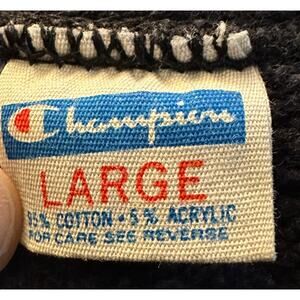 Champion
LARGE
95% COTTON • 5% ACRYLIC
FOR CARE SEE REVERSE